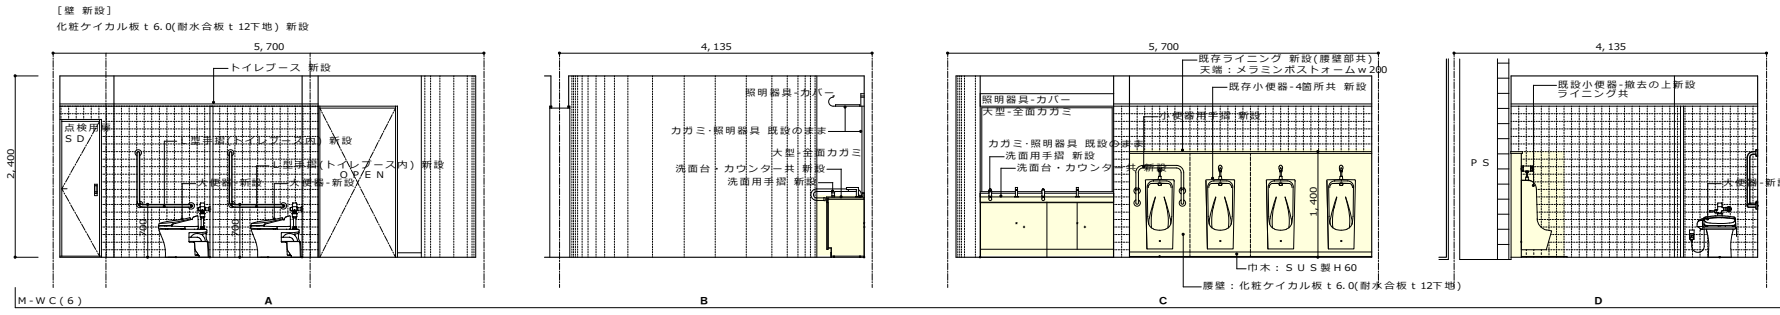 [壁 新設]
化粧ケイカル板t6.0(耐水合板t12下地) 新設
5,700
トイレブース 新設
点検用扉
SD
L型手摺(トイレブース内) 新設
L型手摺(トイレブース内) 新設
OPEN
大便器-新設
大便器-新設
2,400
700
700
M-WC(6)
A
4,135
照明器具-カバー
カガミ・照明器具 既設のまま
大型-全面カガミ
洗面台・カウンター共 新設
洗面用手摺 新設
B
5,700
既存ライニング 新設(腰壁部共)
天端：メラミンポストォームw200
既存小便器-4箇所共 新設
照明器具-カバー
大型-全面カガミ
小便器用手摺 新設
カガミ・照明器具 既設のまま
洗面用手摺 新設
洗面台・カウンター共 新設
1,400
巾木：SUS製H60
腰壁：化粧ケイカル板t6.0(耐水合板t12下地)
C
4,135
既設小便器-撤去の上新設
ライニング共
PS
大便器-新設
D